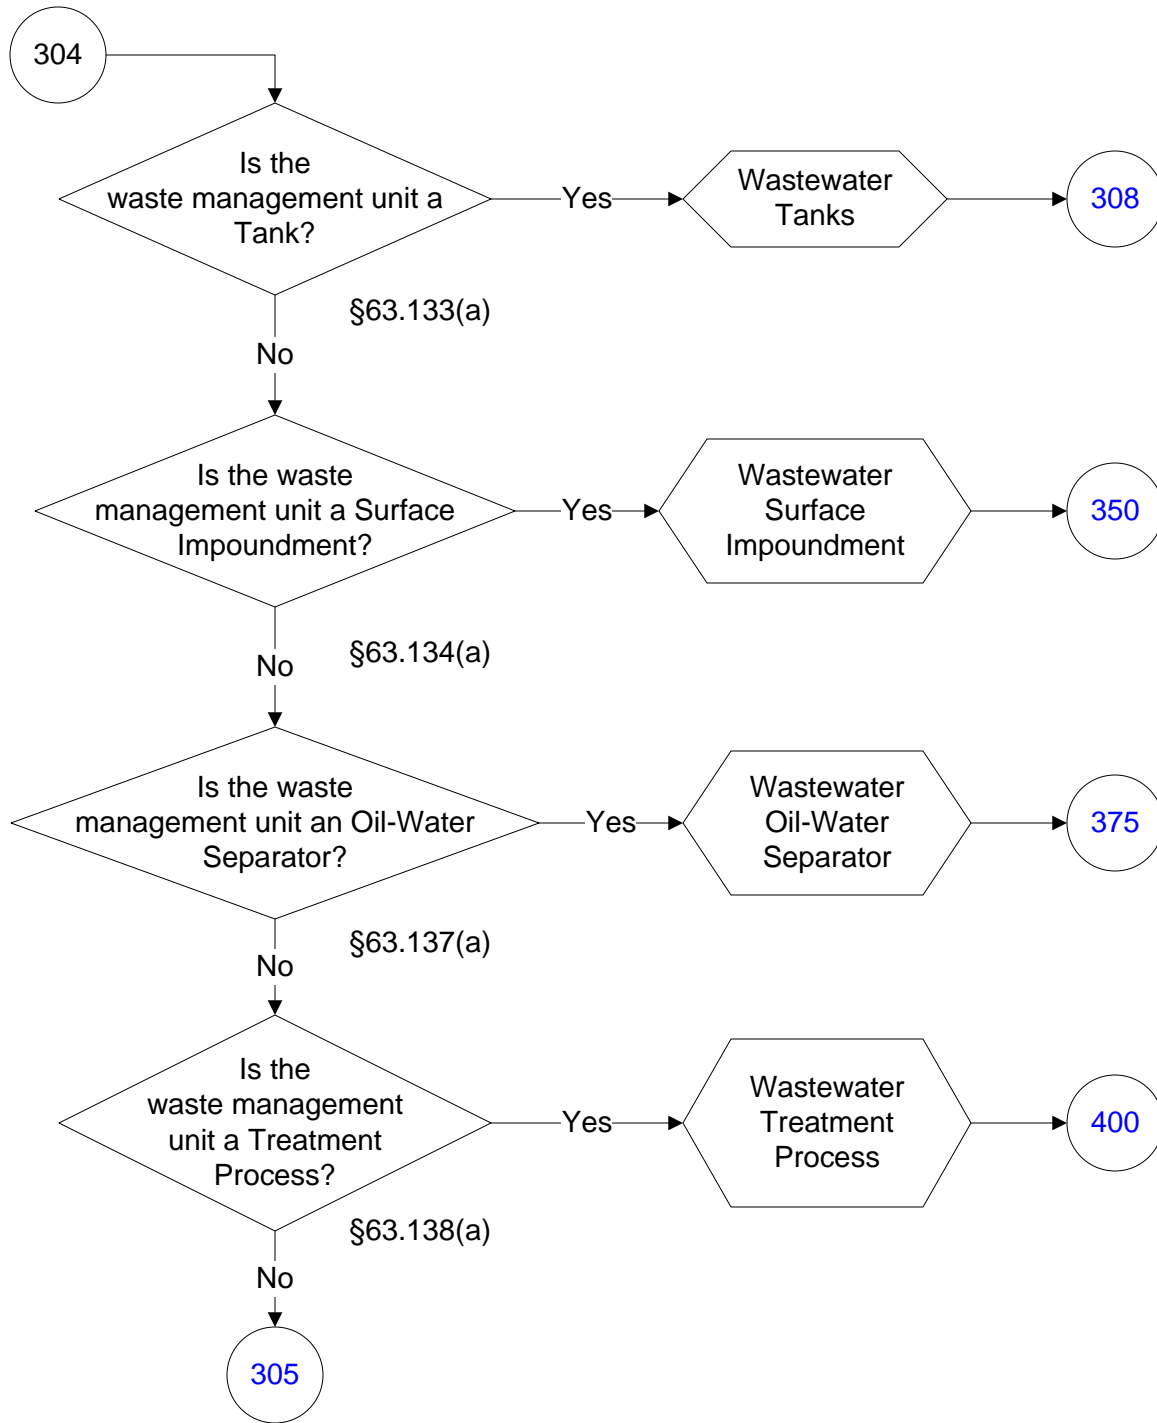 304
Is the
waste management unit a
Tank?
Yes
Wastewater
Tanks
308
§63.133(a)
No
Is the waste
management unit a Surface
Impoundment?
Yes
Wastewater
Surface
Impoundment
350
§63.134(a)
No
Is the waste
management unit an Oil-Water
Separator?
Yes
Wastewater
Oil-Water
Separator
375
§63.137(a)
No
Is the
waste management
unit a Treatment
Process?
Yes
Wastewater
Treatment
Process
400
§63.138(a)
No
305